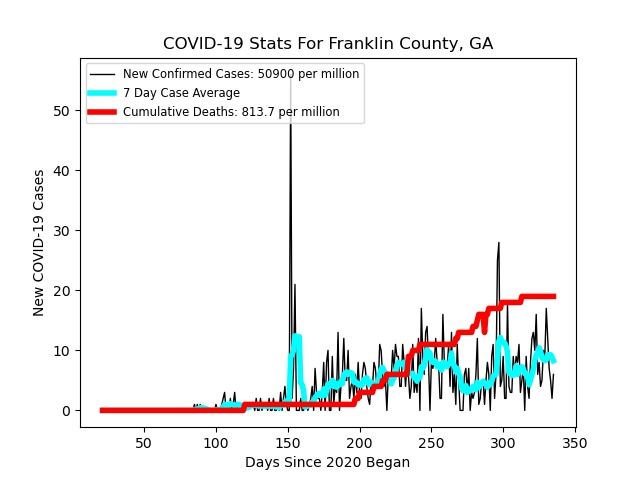 COVID-19 Stats For Franklin County, GA
New Confirmed Cases: 50900 per million
7 Day Case Average
Cumulative Deaths: 813.7 per million
New COVID-19 Cases
50
40
30
20
10
0
50 100 150 200 250 300 350
Days Since 2020 Began